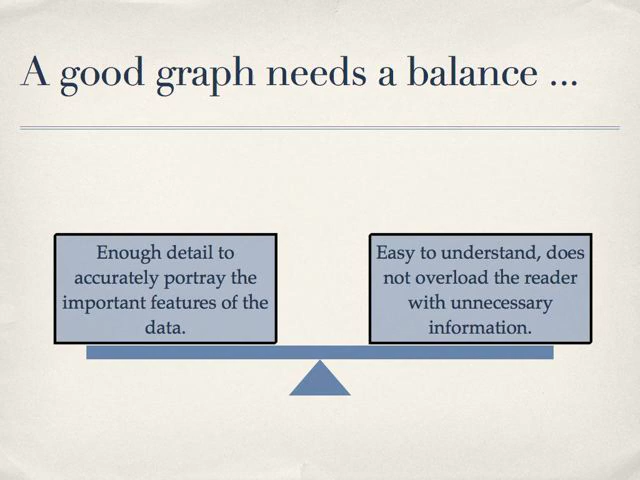 A good graph needs a balance ...
Enough detail to
accurately portray the
important features of the
data.
Easy to understand, does
not overload the reader
with unnecessary
information.